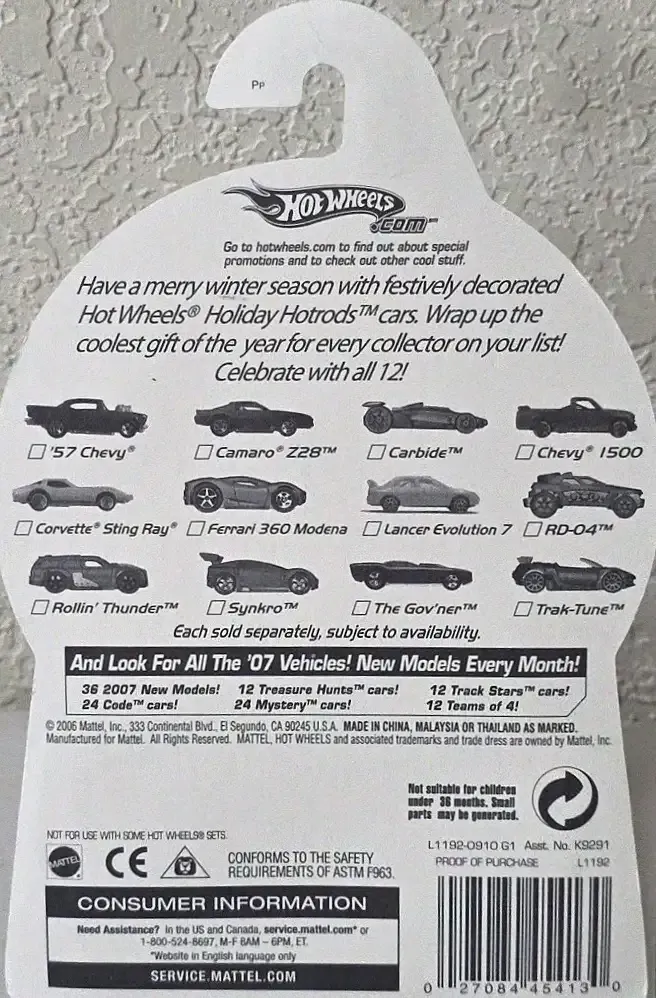 Pp
HOT WHEELS
.COM™
Go to hotwheels.com to find out about special
promotions and to check out other cool stuff.
Have a merry winter season with festively decorated
Hot Wheels® Holiday Hotrods™ cars. Wrap up the
coolest gift of the year for every collector on your list!
Celebrate with all 12!
'57 Chevy® Camaro® Z28™ Carbide™ Chevy® 1500
Corvette® Sting Ray® Ferrari 360 Modena Lancer Evolution 7 RD-04™
Rollin' Thunder™ Synkro™ The Gov'ner™ Trak-Tune™
Each sold separately, subject to availability.
And Look For All The '07 Vehicles! New Models Every Month!
36 2007 New Models! 12 Treasure Hunts™ cars! 12 Track Stars™ cars!
24 Code™ cars! 24 Mystery™ cars! 12 Teams of 4!
© 2006 Mattel, Inc., 333 Continental Blvd., El Segundo, CA 90245 U.S.A. MADE IN CHINA, MALAYSIA OR THAILAND AS MARKED.
Manufactured for Mattel. All Rights Reserved. MATTEL, HOT WHEELS and associated trademarks and trade dress are owned by Mattel, Inc.
Not suitable for children
under 36 months. Small
parts may be generated.
NOT FOR USE WITH SOME HOT WHEELS® SETS.
MATTEL CE CONFORMS TO THE SAFETY
REQUIREMENTS OF ASTM F963.
L1192-0910 G1 Asst. No. K9291
PROOF OF PURCHASE L1192
CONSUMER INFORMATION
Need Assistance? In the US and Canada, service.mattel.com* or
1-800-524-8697, M-F 8AM – 6PM, ET.
*Website in English language only
SERVICE.MATTEL.COM
0 27084 45413 0